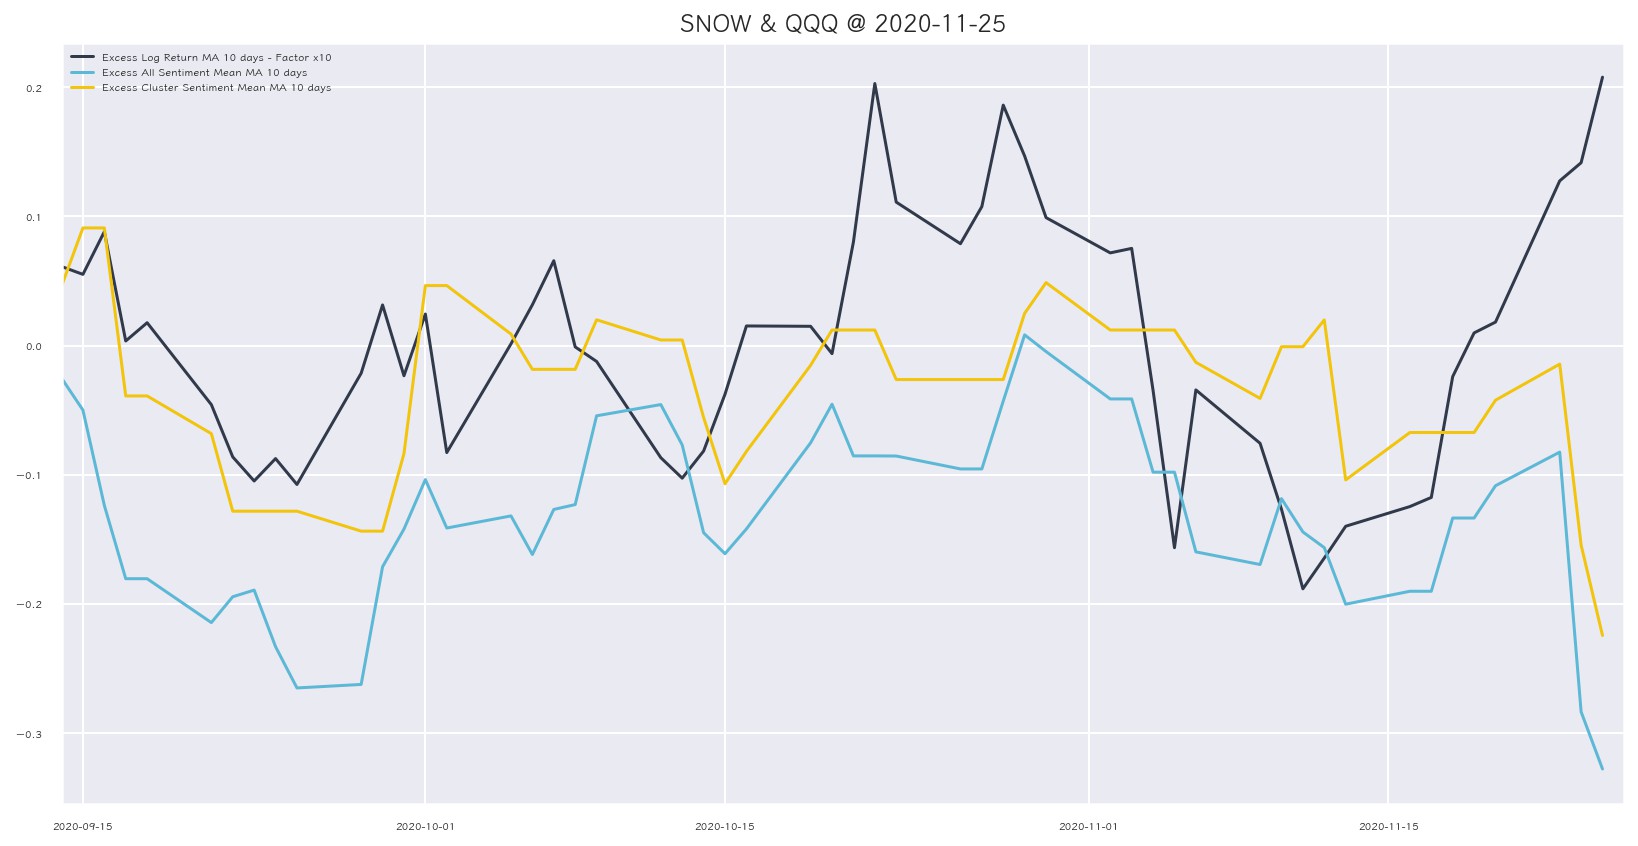 SNOW & QQQ @ 2020-11-25
Excess Log Return MA 10 days - Factor x10
Excess All Sentiment Mean MA 10 days
Excess Cluster Sentiment Mean MA 10 days
0.2
0.1
0.0
−0.1
−0.2
−0.3
2020-09-15
2020-10-01
2020-10-15
2020-11-01
2020-11-15